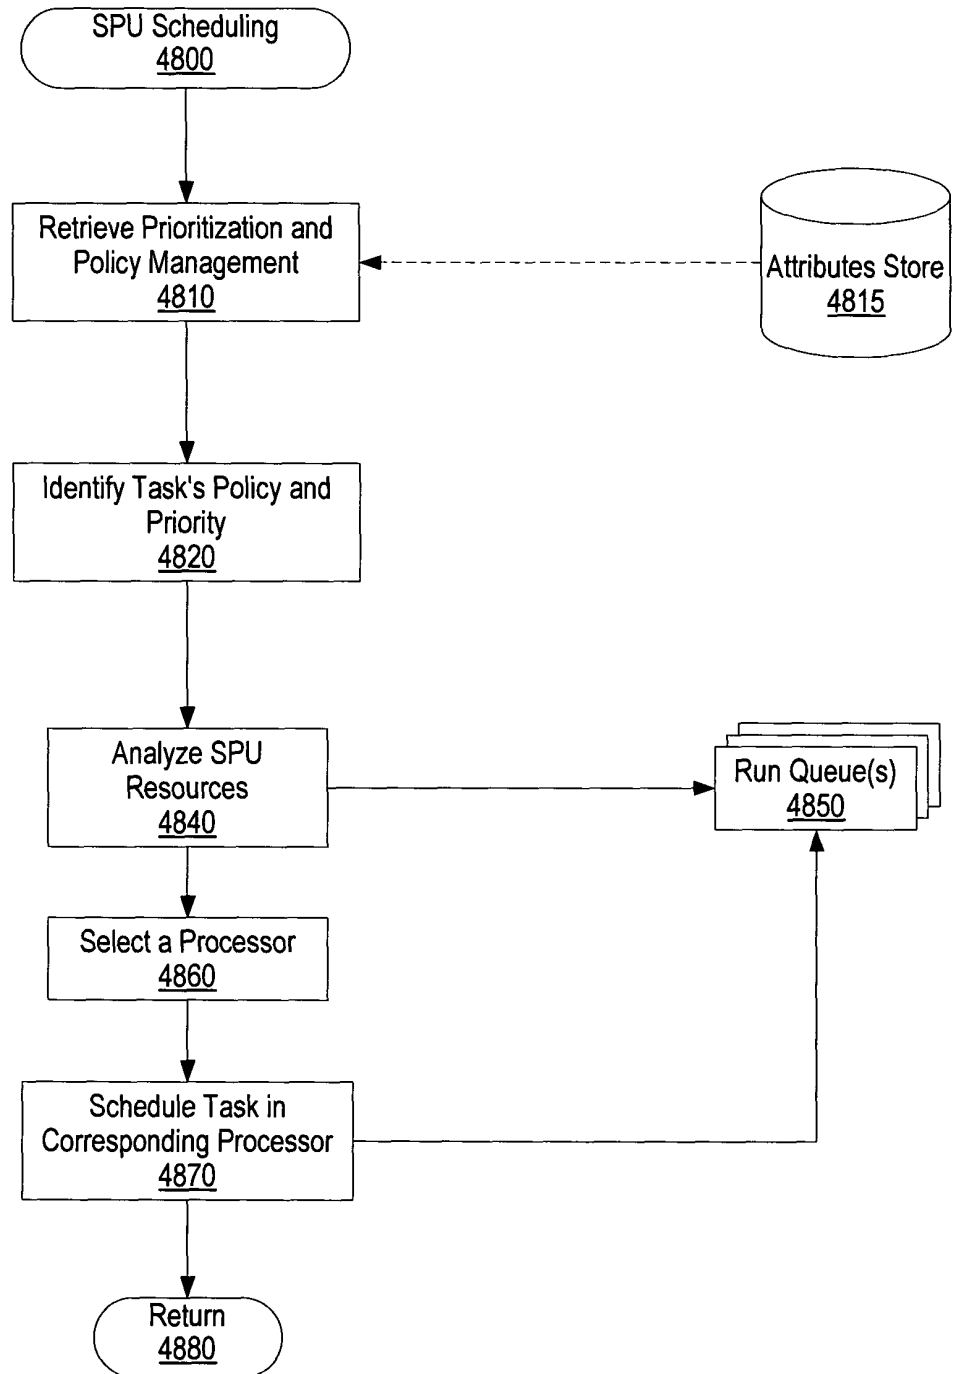 SPU Scheduling
4800
Retrieve Prioritization and
Policy Management
4810
Attributes Store
4815
Identify Task's Policy and
Priority
4820
Analyze SPU
Resources
4840
Run Queue(s)
4850
Select a Processor
4860
Schedule Task in
Corresponding Processor
4870
Return
4880